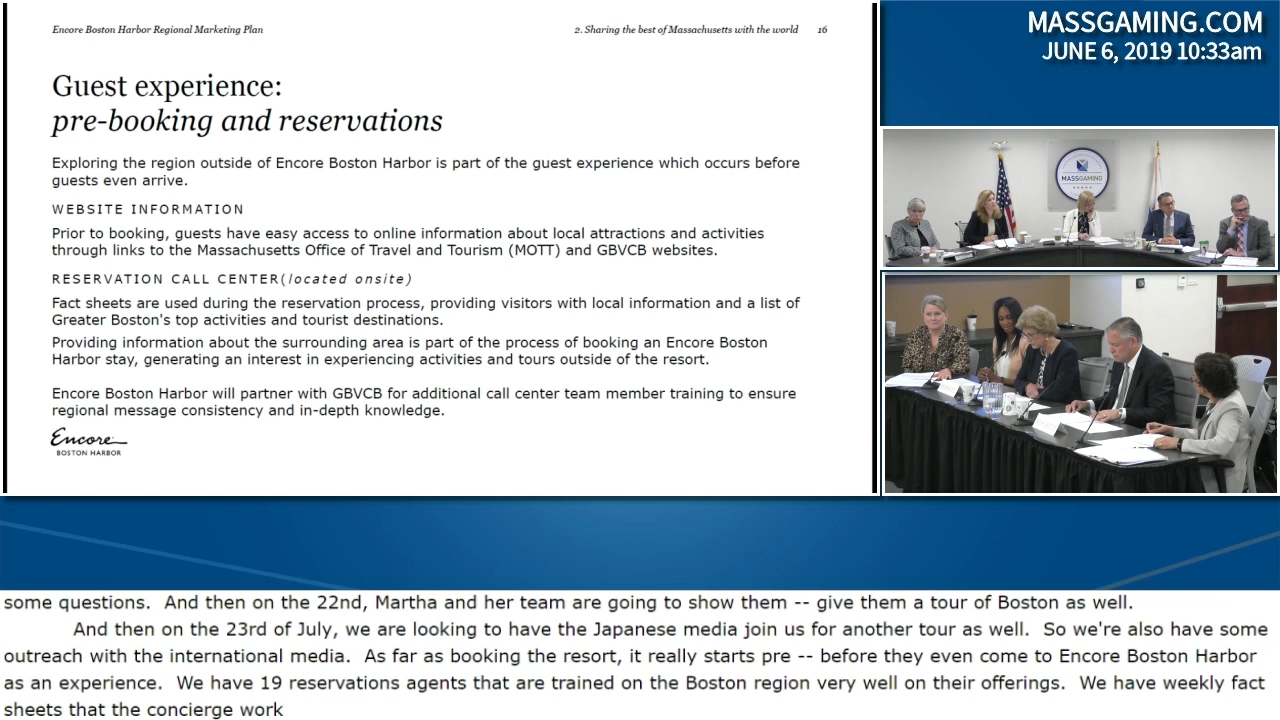 Encore Boston Harbor Regional Marketing Plan
2. Sharing the best of Massachusetts with the world 16
Guest experience:
pre-booking and reservations
Exploring the region outside of Encore Boston Harbor is part of the guest experience which occurs before
guests even arrive.
WEBSITE INFORMATION
Prior to booking, guests have easy access to online information about local attractions and activities
through links to the Massachusetts Office of Travel and Tourism (MOTT) and GBVCB websites.
RESERVATION CALL CENTER(located onsite)
Fact sheets are used during the reservation process, providing visitors with local information and a list of
Greater Boston's top activities and tourist destinations.
Providing information about the surrounding area is part of the process of booking an Encore Boston
Harbor stay, generating an interest in experiencing activities and tours outside of the resort.
Encore Boston Harbor will partner with GBVCB for additional call center team member training to ensure
regional message consistency and in-depth knowledge.
Encore
BOSTON HARBOR
MASSGAMING.COM
JUNE 6, 2019 10:33am
MASSGAMING
some questions.  And then on the 22nd, Martha and her team are going to show them -- give them a tour of Boston as well.
And then on the 23rd of July, we are looking to have the Japanese media join us for another tour as well.  So we're also have some
outreach with the international media.  As far as booking the resort, it really starts pre -- before they even come to Encore Boston Harbor
as an experience.  We have 19 reservations agents that are trained on the Boston region very well on their offerings.  We have weekly fact
sheets that the concierge work